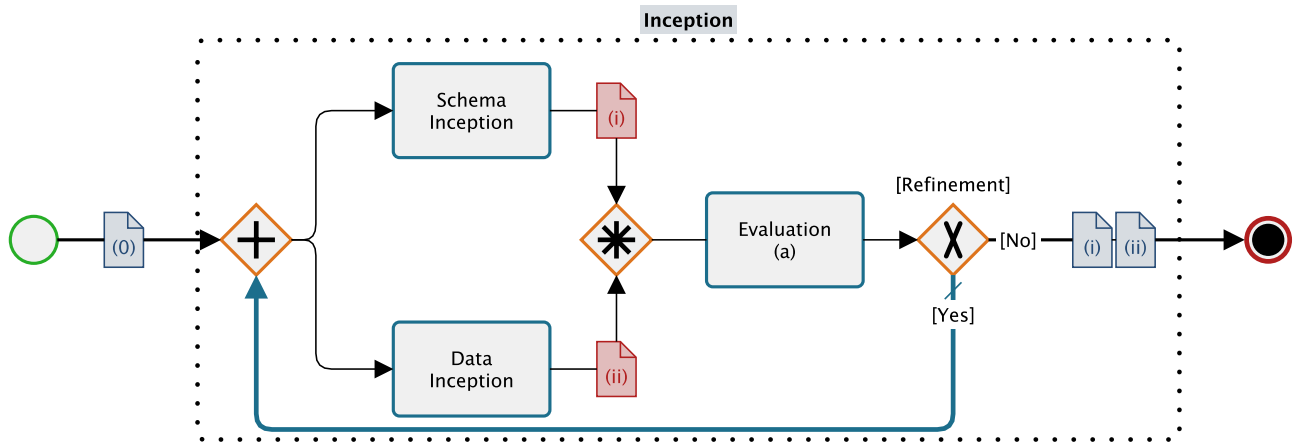 Inception
Schema
Inception
(i)
[Refinement]
(0)
Evaluation
(a)
[No]
(i)
(ii)
[Yes]
Data
Inception
(ii)